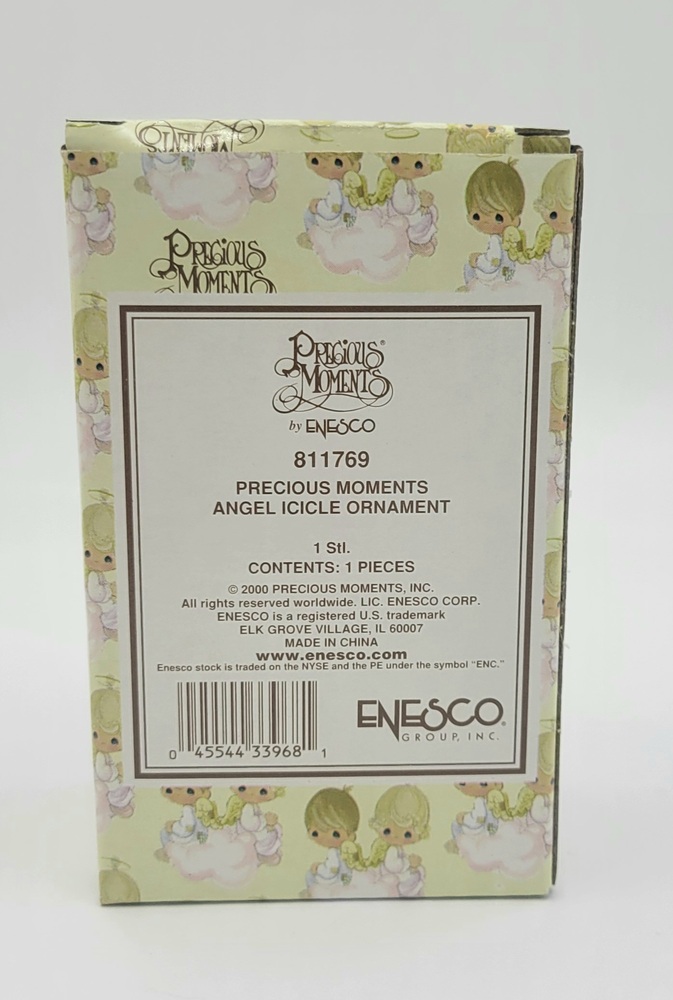 MOMENTS
PRECIOUS
MOMENTS
PRECIOUS®
MOMENTS
by ENESCO
811769
PRECIOUS MOMENTS
ANGEL ICICLE ORNAMENT
1 Stl.
CONTENTS: 1 PIECES
© 2000 PRECIOUS MOMENTS, INC.
All rights reserved worldwide. LIC. ENESCO CORP.
ENESCO is a registered U.S. trademark
ELK GROVE VILLAGE, IL 60007
MADE IN CHINA
www.enesco.com
Enesco stock is traded on the NYSE and the PE under the symbol "ENC."
ENESCO®
GROUP, INC.
0 45544 33968 1